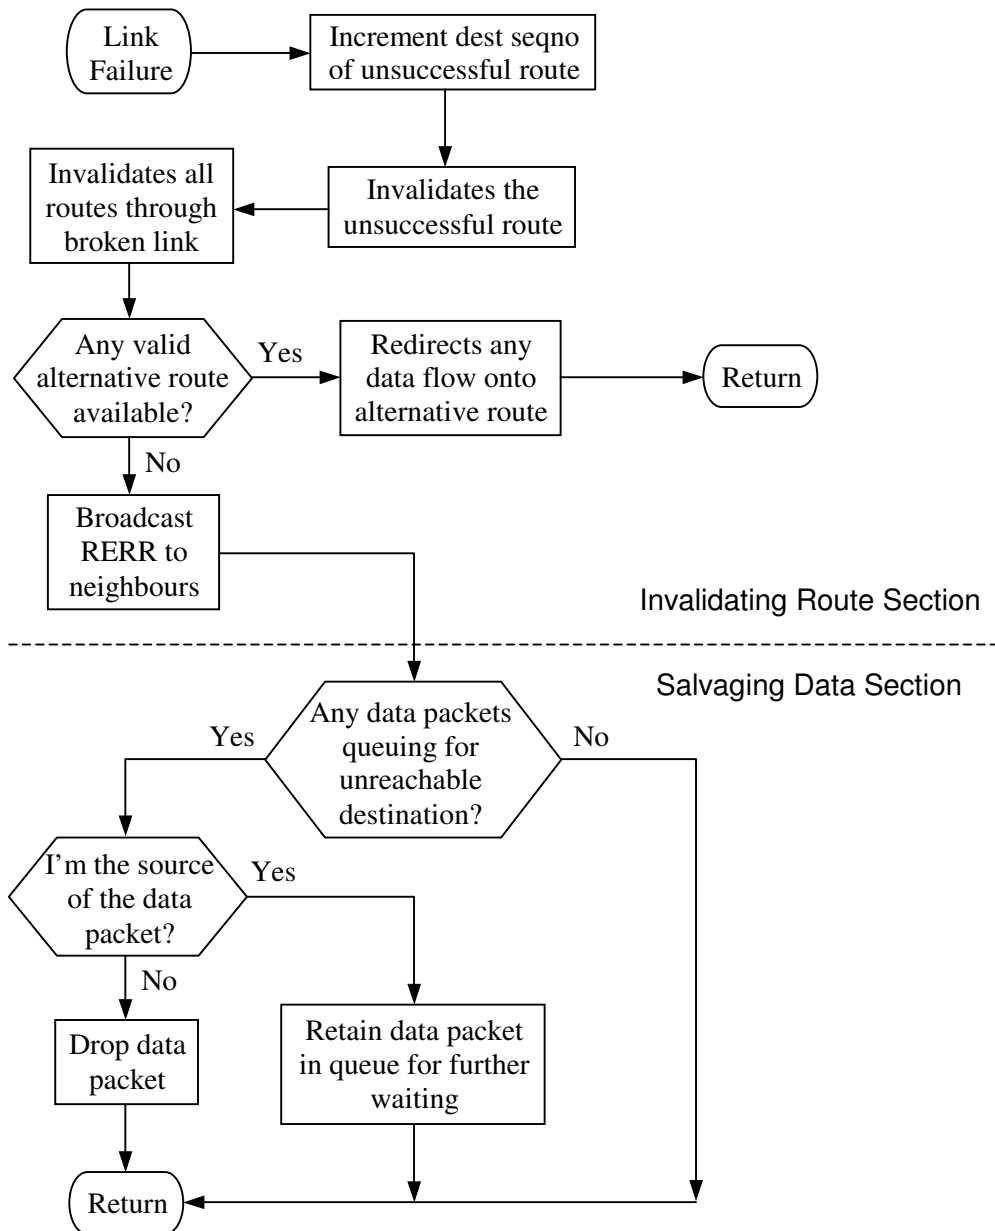 Link
Failure
Increment dest seqno
of unsuccessful route
Invalidates all
routes through
broken link
Invalidates the
unsuccessful route
Any valid
alternative route
available?
Yes
Redirects any
data flow onto
alternative route
Return
No
Broadcast
RERR to
neighbours
Invalidating Route Section
Salvaging Data Section
Any data packets
queuing for
unreachable
destination?
Yes
No
I'm the source
of the data
packet?
Yes
No
Drop data
packet
Retain data packet
in queue for further
waiting
Return